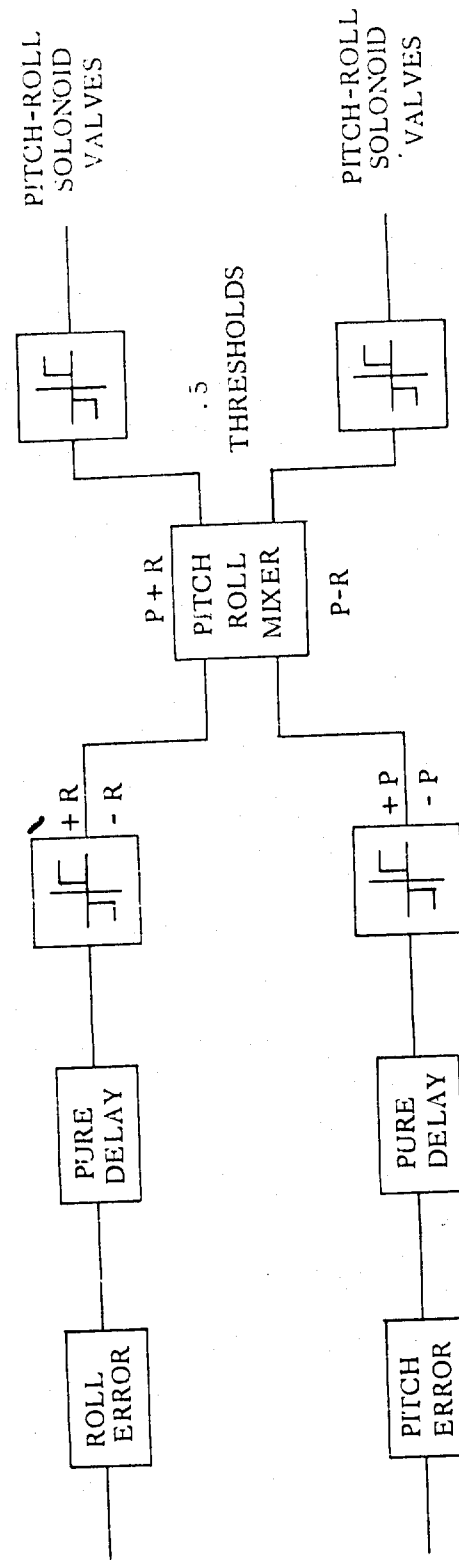 ROLL
ERROR
PURE
DELAY
+ R
- R
P + R
PITCH
ROLL
MIXER
P-R
. 5
THRESHOLDS
PITCH-ROLL
SOLONOID
VALVES
PITCH
ERROR
PURE
DELAY
+ P
- P
PITCH-ROLL
SOLONOID
VALVES